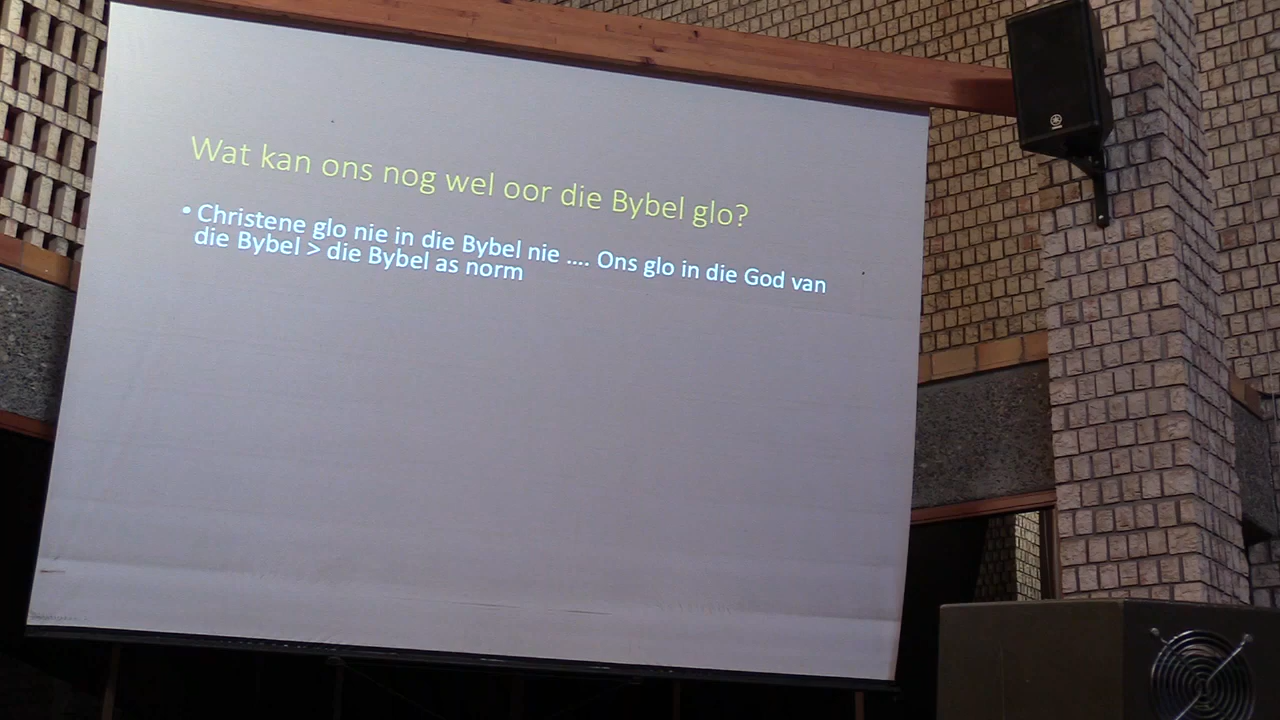 Wat kan ons nog wel oor die Bybel glo?
• Christene glo nie in die Bybel nie .... Ons glo in die God van
die Bybel > die Bybel as norm